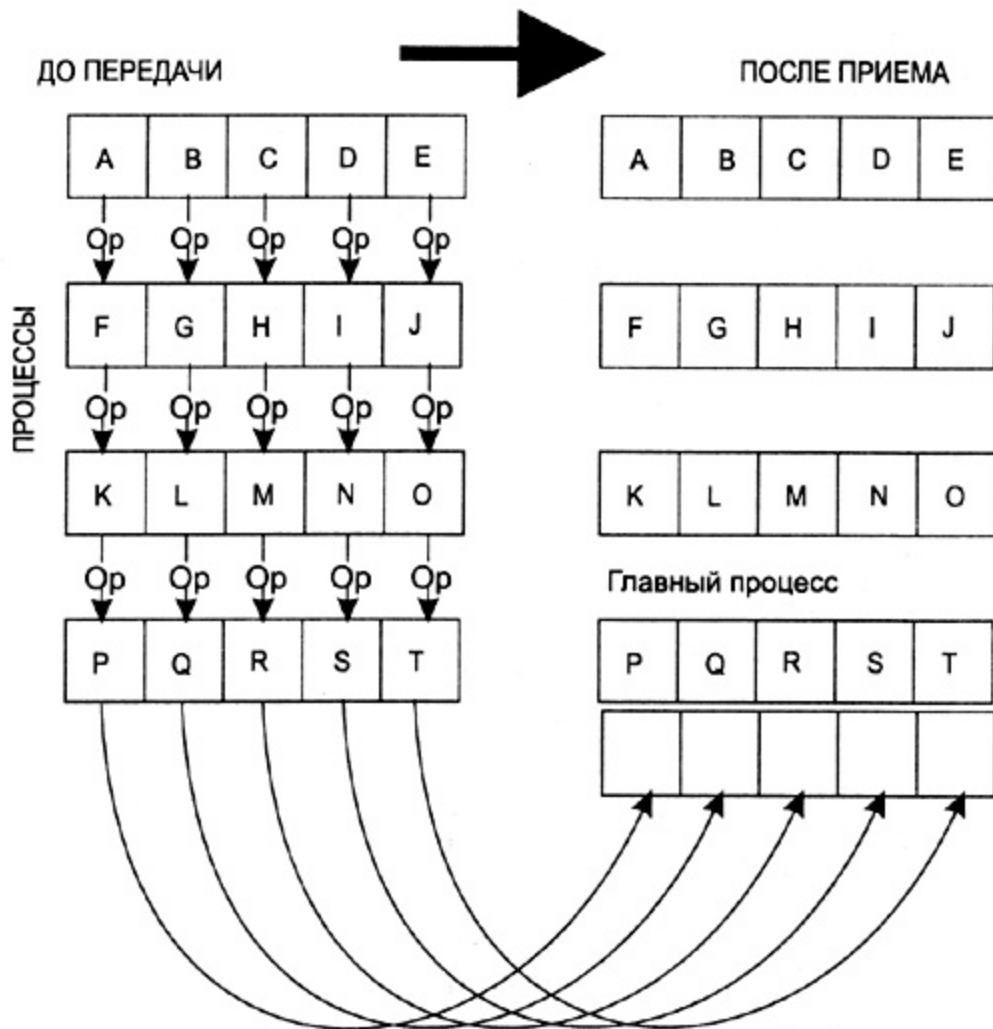 ДО ПЕРЕДАЧИ
ПОСЛЕ ПРИЕМА
A B C D E
A B C D E
Op Op Op Op Op
ПРОЦЕССЫ
F G H I J
F G H I J
Op Op Op Op Op
K L M N O
K L M N O
Op Op Op Op Op
Главный процесс
P Q R S T
P Q R S T